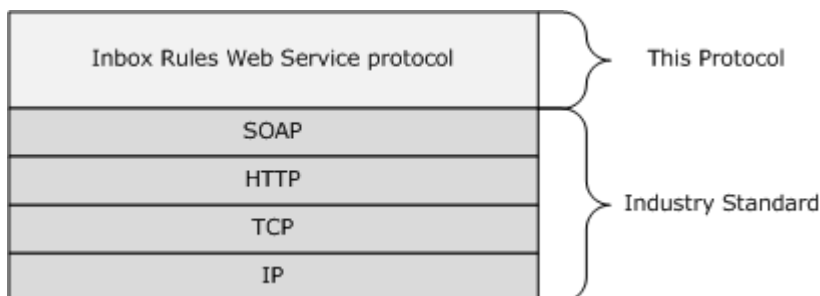 Inbox Rules Web Service protocol
This Protocol
SOAP
HTTP
Industry Standard
TCP
IP